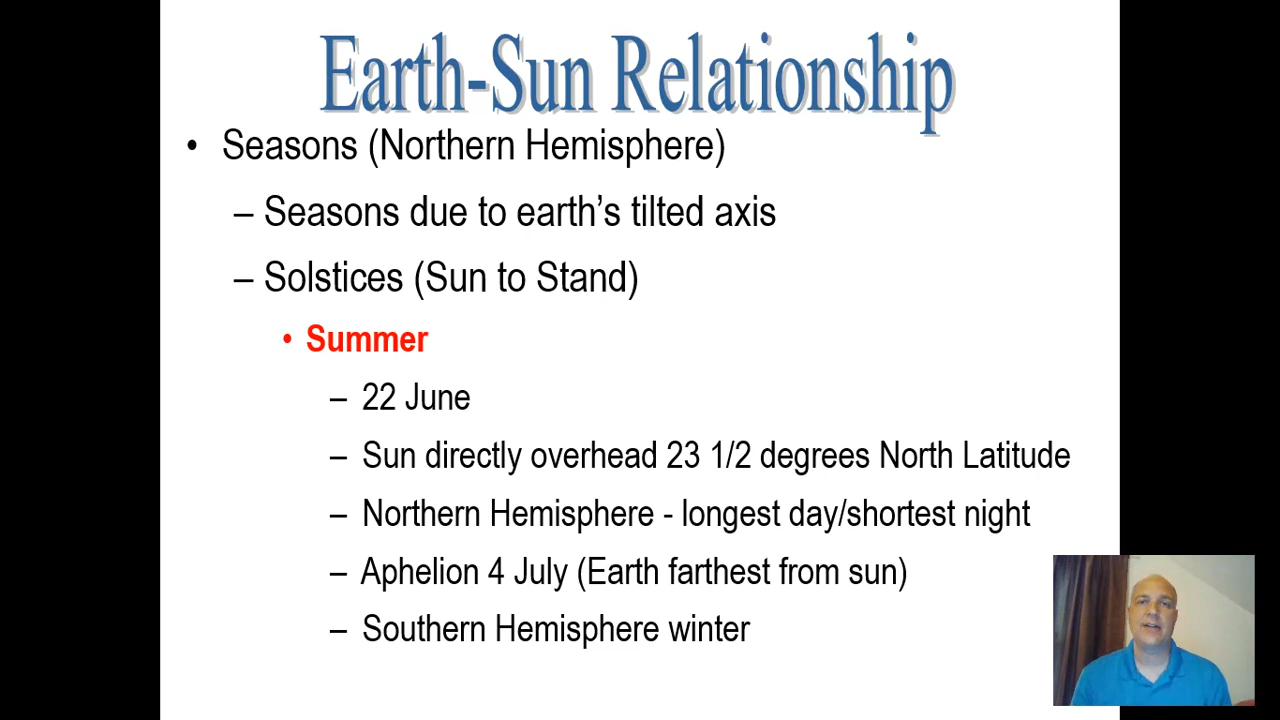 Earth-Sun Relationship
• Seasons (Northern Hemisphere)
– Seasons due to earth’s tilted axis
– Solstices (Sun to Stand)
• Summer
– 22 June
– Sun directly overhead 23 1/2 degrees North Latitude
– Northern Hemisphere - longest day/shortest night
– Aphelion 4 July (Earth farthest from sun)
– Southern Hemisphere winter